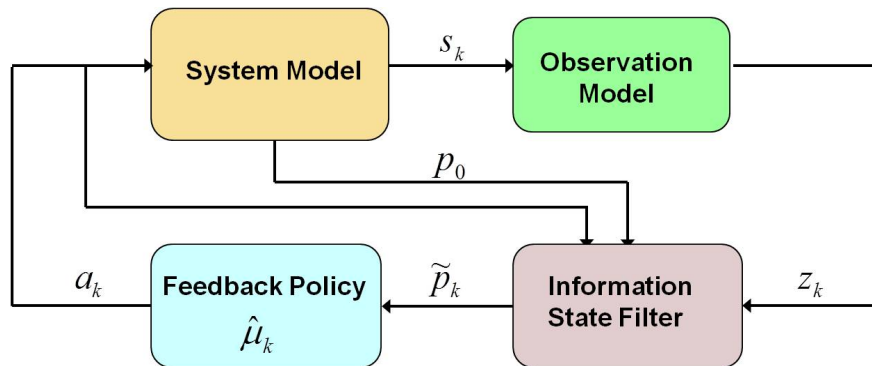 System Model
s_k
Observation
Model
p_0
a_k
Feedback Policy
μ̂_k
p̃_k
Information
State Filter
z_k